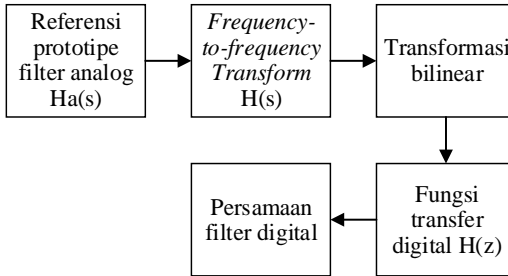 Referensi
prototipe
filter analog
Ha(s)
Frequency-
to-frequency
Transform
H(s)
Transformasi
bilinear
Fungsi
transfer
digital H(z)
Persamaan
filter digital